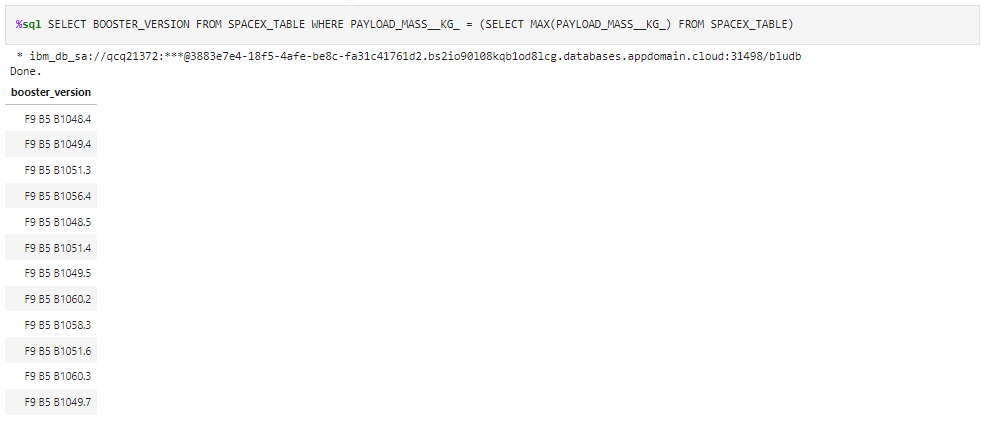 %sql SELECT BOOSTER_VERSION FROM SPACEX_TABLE WHERE PAYLOAD_MASS__KG_ = (SELECT MAX(PAYLOAD_MASS__KG_) FROM SPACEX_TABLE)
* ibm_db_sa://qcq21372:***@3883e7e4-18f5-4afe-be8c-fa31c41761d2.bs2io90l08kqb1od8lcg.databases.appdomain.cloud:31498/bludb
Done.
booster_version
F9 B5 B1048.4
F9 B5 B1049.4
F9 B5 B1051.3
F9 B5 B1056.4
F9 B5 B1048.5
F9 B5 B1051.4
F9 B5 B1049.5
F9 B5 B1060.2
F9 B5 B1058.3
F9 B5 B1051.6
F9 B5 B1060.3
F9 B5 B1049.7